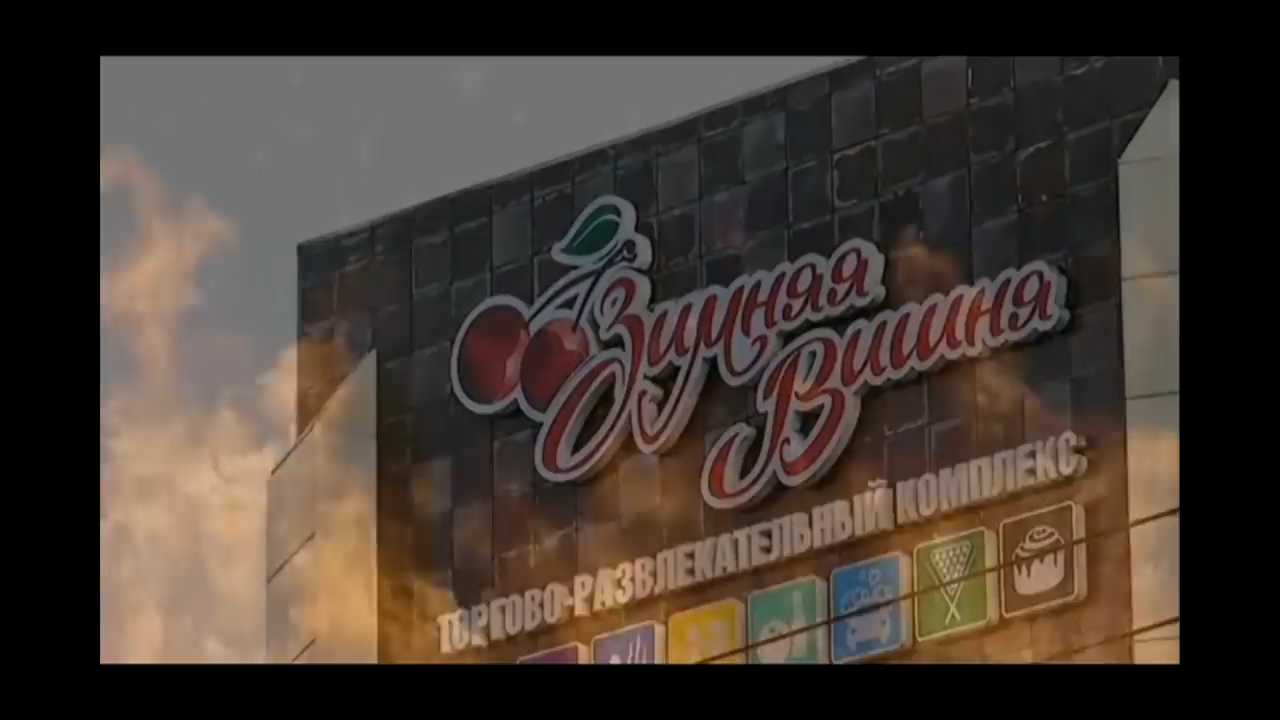 Зимняя
Вишня
ТОРГОВО-РАЗВЛЕКАТЕЛЬНЫЙ КОМПЛЕКС: